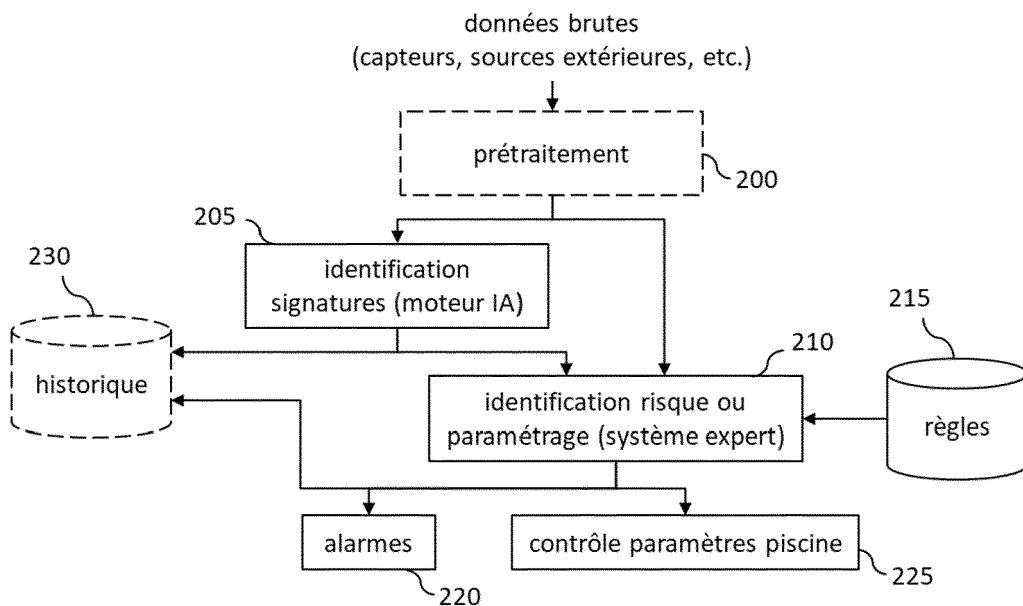 données brutes
(capteurs, sources extérieures, etc.)
prétraitement
200
205
identification
signatures (moteur IA)
230
historique
210
215
identification risque ou
paramétrage (système expert)
règles
alarmes
contrôle paramètres piscine
220
225